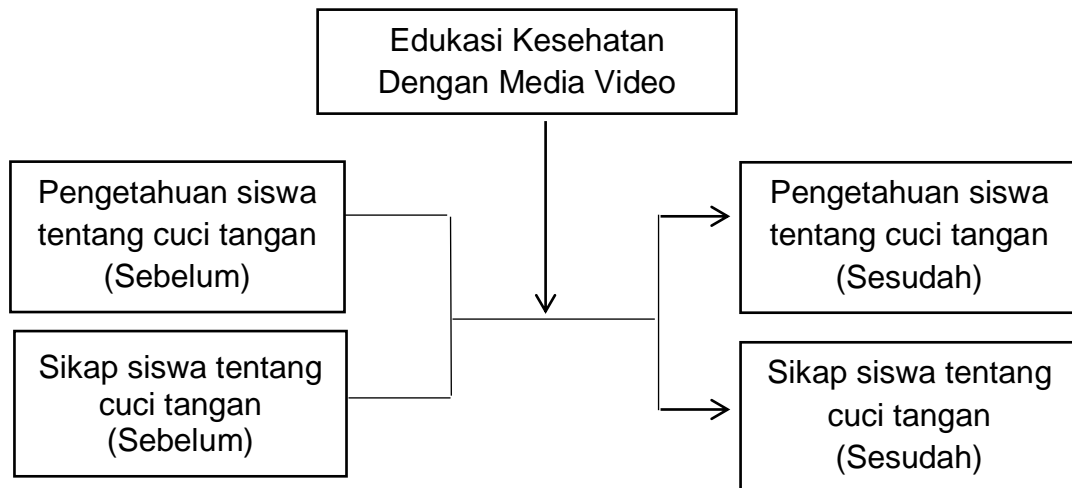 Edukasi Kesehatan
Dengan Media Video
Pengetahuan siswa
tentang cuci tangan
(Sebelum)
Sikap siswa tentang
cuci tangan
(Sebelum)
Pengetahuan siswa
tentang cuci tangan
(Sesudah)
Sikap siswa tentang
cuci tangan
(Sesudah)